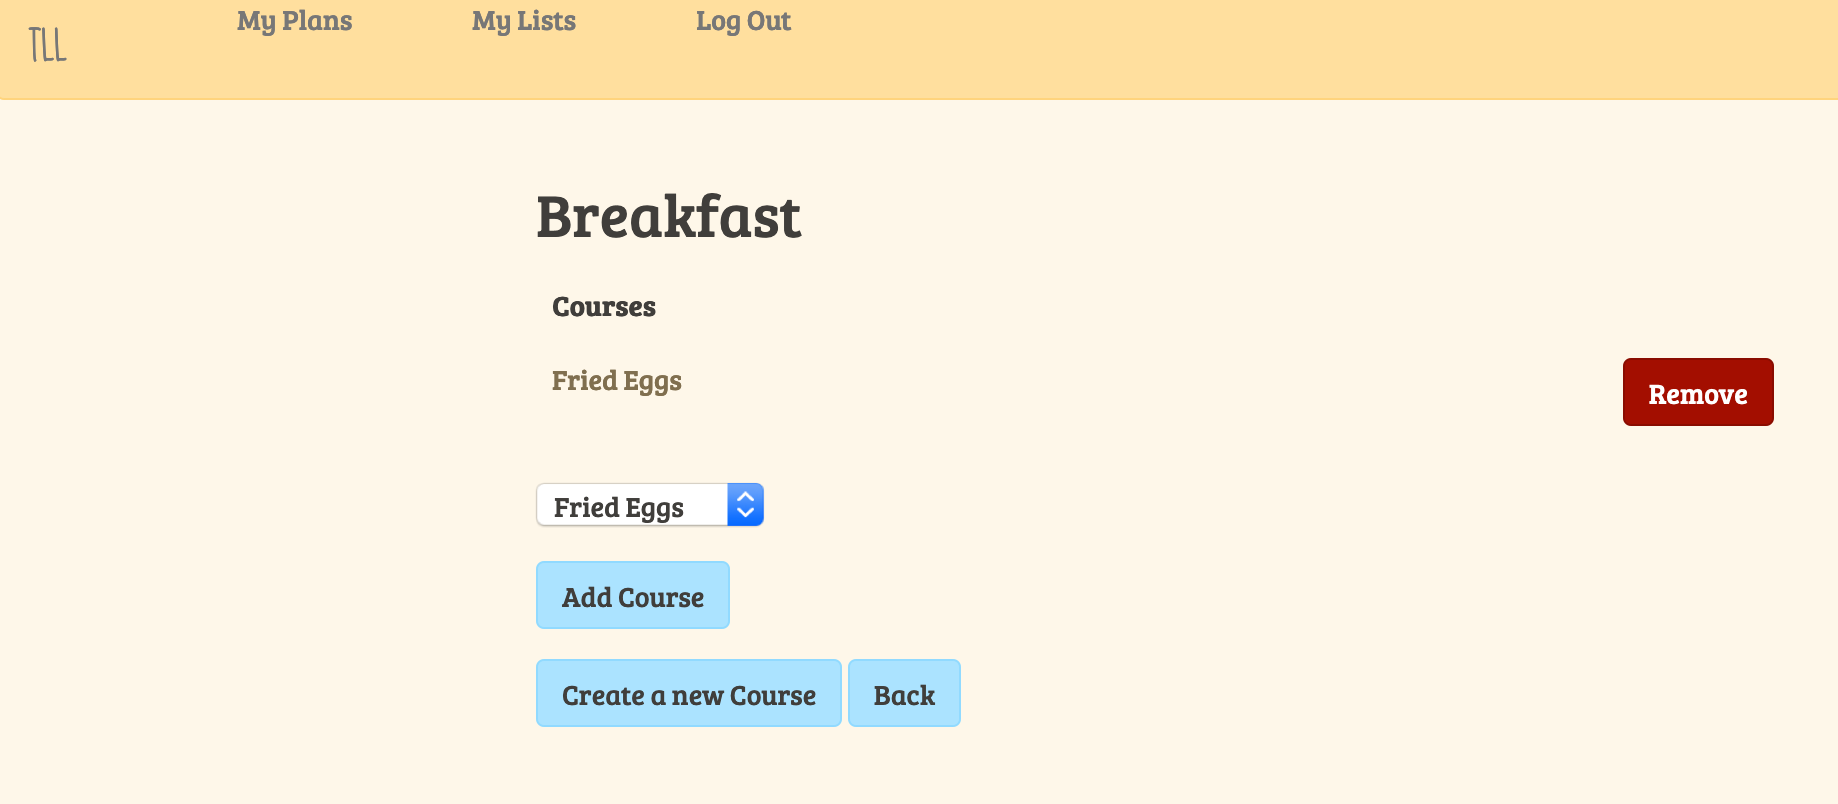 TLL
My Plans
My Lists
Log Out
Breakfast
Courses
Fried Eggs
Remove
Fried Eggs
Add Course
Create a new Course
Back